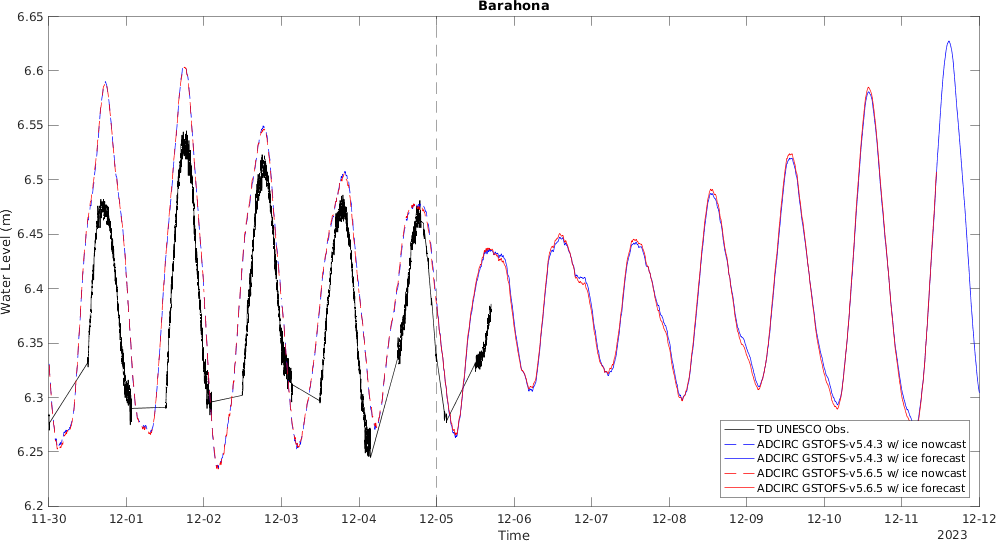 Barahona
6.65
6.6
6.55
6.5
6.45
6.4
6.35
6.3
6.25
6.2
Water Level (m)
TD UNESCO Obs.
ADCIRC GSTOFS-v5.4.3 w/ ice nowcast
ADCIRC GSTOFS-v5.4.3 w/ ice forecast
ADCIRC GSTOFS-v5.6.5 w/ ice nowcast
ADCIRC GSTOFS-v5.6.5 w/ ice forecast
11-30 12-01 12-02 12-03 12-04 12-05 12-06 12-07 12-08 12-09 12-10 12-11 12-12
Time
2023